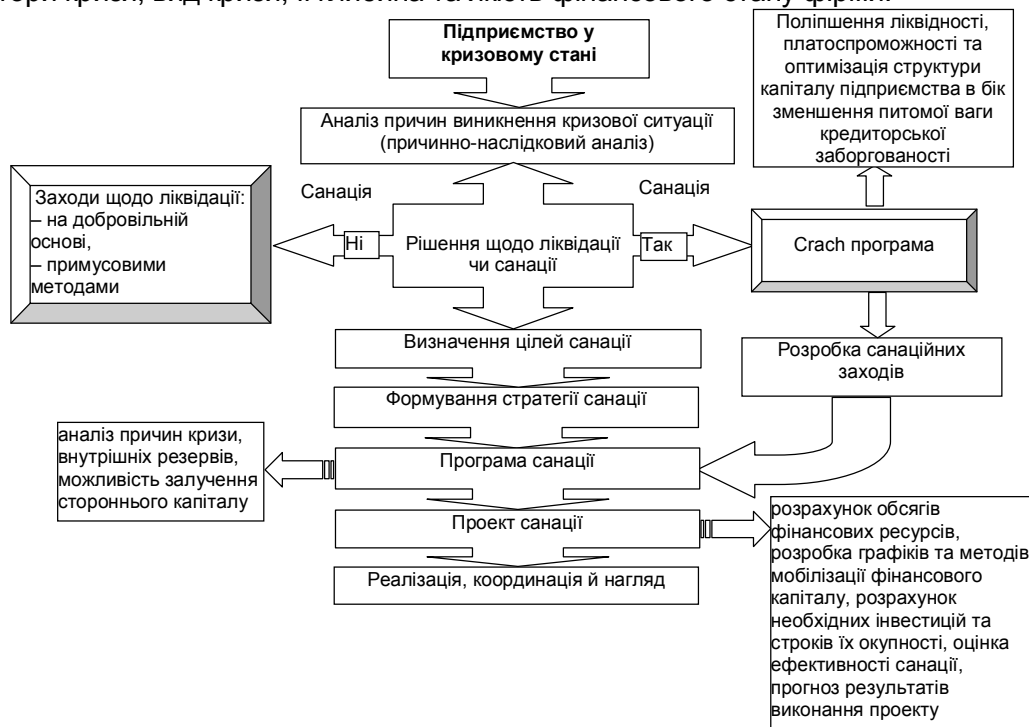 Підприємство у
кризовому стані
Поліпшення ліквідності,
платоспроможності та
оптимізація структури
капіталу підприємства в бік
зменшення питомої ваги
кредиторської
заборгованості
Аналіз причин виникнення кризової ситуації
(причинно-наслідковий аналіз)
Заходи щодо ліквідації:
– на добровільній
основі,
– примусовими
методами
Санація
Санація
Ні
Рішення щодо ліквідації
чи санації
Так
Crach програма
Визначення цілей санації
Розробка санаційних
заходів
Формування стратегії санації
аналіз причин кризи,
внутрішніх резервів,
можливість залучення
стороннього капіталу
Програма санації
Проект санації
розрахунок обсягів
фінансових ресурсів,
розробка графіків та методів
мобілізації фінансового
капіталу, розрахунок
необхідних інвестицій та
строків їх окупності, оцінка
ефективності санації,
прогноз результатів
виконання проекту
Реалізація, координація й нагляд